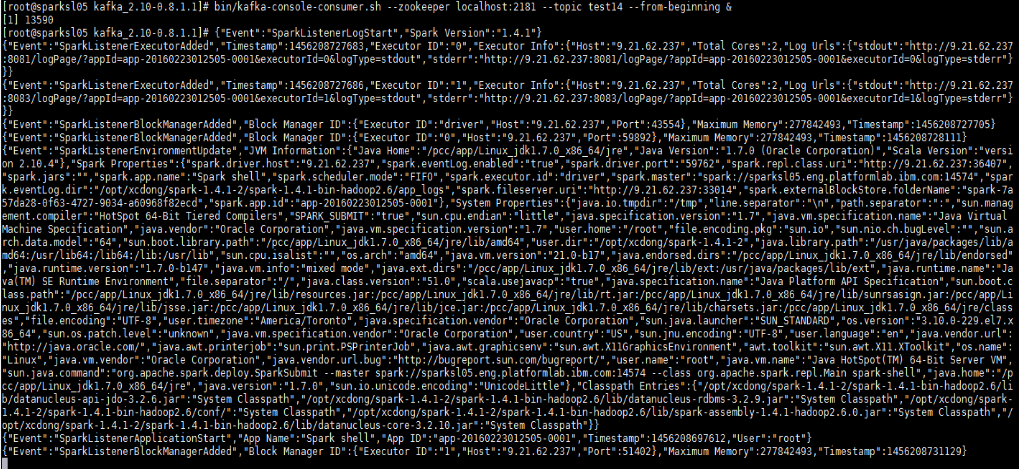 [root@sparksl05 kafka_2.10-0.8.1.1]# bin/kafka-console-consumer.sh --zookeeper localhost:2181 --topic test14 --from-beginning &
[1] 13590
[root@sparksl05 kafka_2.10-0.8.1.1]# {"Event":"SparkListenerLogStart","Spark Version":"1.4.1"}
{"Event":"SparkListenerExecutorAdded","Timestamp":1456208727683,"Executor ID":"0","Executor Info":{"Host":"9.21.62.237","Total Cores":2,"Log Urls":{"stdout":"http://9.21.62.237
:8081/logPage/?appId=app-20160223012505-0001&executorId=0&logType=stdout","stderr":"http://9.21.62.237:8081/logPage/?appId=app-20160223012505-0001&executorId=0&logType=stderr"}
}}
{"Event":"SparkListenerExecutorAdded","Timestamp":1456208727686,"Executor ID":"1","Executor Info":{"Host":"9.21.62.237","Total Cores":2,"Log Urls":{"stdout":"http://9.21.62.237
:8083/logPage/?appId=app-20160223012505-0001&executorId=1&logType=stdout","stderr":"http://9.21.62.237:8083/logPage/?appId=app-20160223012505-0001&executorId=1&logType=stderr"}
}}
{"Event":"SparkListenerBlockManagerAdded","Block Manager ID":{"Executor ID":"driver","Host":"9.21.62.237","Port":43554},"Maximum Memory":277842493,"Timestamp":1456208727705}
{"Event":"SparkListenerBlockManagerAdded","Block Manager ID":{"Executor ID":"0","Host":"9.21.62.237","Port":59892},"Maximum Memory":277842493,"Timestamp":1456208728111}
{"Event":"SparkListenerEnvironmentUpdate","JVM Information":{"Java Home":"/pcc/app/Linux_jdk1.7.0_x86_64/jre","Java Version":"1.7.0 (Oracle Corporation)","Scala Version":"versi
on 2.10.4"},"Spark Properties":{"spark.driver.host":"9.21.62.237","spark.eventLog.enabled":"true","spark.driver.port":"59762","spark.repl.class.uri":"http://9.21.62.237:36407",
"spark.jars":"","spark.app.name":"Spark shell","spark.scheduler.mode":"FIFO","spark.executor.id":"driver","spark.master":"spark://sparksl05.eng.platformlab.ibm.com:14574","spar
k.eventLog.dir":"/opt/xcdong/spark-1.4.1-2/spark-1.4.1-bin-hadoop2.6/app_logs","spark.fileserver.uri":"http://9.21.62.237:33014","spark.externalBlockStore.folderName":"spark-7a
57da28-0f63-4727-9034-a60968f82ecd","spark.app.id":"app-20160223012505-0001"},"System Properties":{"java.io.tmpdir":"/tmp","line.separator":"\n","path.separator":":","sun.manag
ement.compiler":"HotSpot 64-Bit Tiered Compilers","SPARK_SUBMIT":"true","sun.cpu.endian":"little","java.specification.version":"1.7","java.vm.specification.name":"Java Virtual
Machine Specification","java.vendor":"Oracle Corporation","java.vm.specification.version":"1.7","user.home":"/root","file.encoding.pkg":"sun.io","sun.nio.ch.bugLevel":"","sun.a
rch.data.model":"64","sun.boot.library.path":"/pcc/app/Linux_jdk1.7.0_x86_64/jre/lib/amd64","user.dir":"/opt/xcdong/spark-1.4.1-2","java.library.path":"/usr/java/packages/lib/a
md64:/usr/lib64:/lib64:/lib:/usr/lib","sun.cpu.isalist":"","os.arch":"amd64","java.vm.version":"21.0-b17","java.endorsed.dirs":"/pcc/app/Linux_jdk1.7.0_x86_64/jre/lib/endorsed"
,"java.runtime.version":"1.7.0-b147","java.vm.info":"mixed mode","java.ext.dirs":"/pcc/app/Linux_jdk1.7.0_x86_64/jre/lib/ext:/usr/java/packages/lib/ext","java.runtime.name":"Ja
va(TM) SE Runtime Environment","file.separator":"/","java.class.version":"51.0","scala.usejavacp":"true","java.specification.name":"Java Platform API Specification","sun.boot.c
lass.path":"/pcc/app/Linux_jdk1.7.0_x86_64/jre/lib/resources.jar:/pcc/app/Linux_jdk1.7.0_x86_64/jre/lib/rt.jar:/pcc/app/Linux_jdk1.7.0_x86_64/jre/lib/sunrsasign.jar:/pcc/app/Li
nux_jdk1.7.0_x86_64/jre/lib/jsse.jar:/pcc/app/Linux_jdk1.7.0_x86_64/jre/lib/jce.jar:/pcc/app/Linux_jdk1.7.0_x86_64/jre/lib/charsets.jar:/pcc/app/Linux_jdk1.7.0_x86_64/jre/class
es","file.encoding":"UTF-8","user.timezone":"America/Toronto","java.specification.vendor":"Oracle Corporation","sun.java.launcher":"SUN_STANDARD","os.version":"3.10.0-229.el7.x
86_64","sun.os.patch.level":"unknown","java.vm.specification.vendor":"Oracle Corporation","user.country":"US","sun.jnu.encoding":"UTF-8","user.language":"en","java.vendor.url":
"http://java.oracle.com/","java.awt.printerjob":"sun.print.PSPrinterJob","java.awt.graphicsenv":"sun.awt.X11GraphicsEnvironment","awt.toolkit":"sun.awt.X11.XToolkit","os.name":
"Linux","java.vm.vendor":"Oracle Corporation","java.vendor.url.bug":"http://bugreport.sun.com/bugreport/","user.name":"root","java.vm.name":"Java HotSpot(TM) 64-Bit Server VM",
"sun.java.command":"org.apache.spark.deploy.SparkSubmit --master spark://sparksl05.eng.platformlab.ibm.com:14574 --class org.apache.spark.repl.Main spark-shell","java.home":"/p
cc/app/Linux_jdk1.7.0_x86_64/jre","java.version":"1.7.0","sun.io.unicode.encoding":"UnicodeLittle"},"Classpath Entries":{"/opt/xcdong/spark-1.4.1-2/spark-1.4.1-bin-hadoop2.6/li
b/datanucleus-api-jdo-3.2.6.jar":"System Classpath","/opt/xcdong/spark-1.4.1-2/spark-1.4.1-bin-hadoop2.6/lib/datanucleus-rdbms-3.2.9.jar":"System Classpath","/opt/xcdong/spark-
1.4.1-2/spark-1.4.1-bin-hadoop2.6/conf/":"System Classpath","/opt/xcdong/spark-1.4.1-2/spark-1.4.1-bin-hadoop2.6/lib/spark-assembly-1.4.1-hadoop2.6.0.jar":"System Classpath","/
opt/xcdong/spark-1.4.1-2/spark-1.4.1-bin-hadoop2.6/lib/datanucleus-core-3.2.10.jar":"System Classpath"}}
{"Event":"SparkListenerApplicationStart","App Name":"Spark shell","App ID":"app-20160223012505-0001","Timestamp":1456208697612,"User":"root"}
{"Event":"SparkListenerBlockManagerAdded","Block Manager ID":{"Executor ID":"1","Host":"9.21.62.237","Port":51402},"Maximum Memory":277842493,"Timestamp":1456208731129}